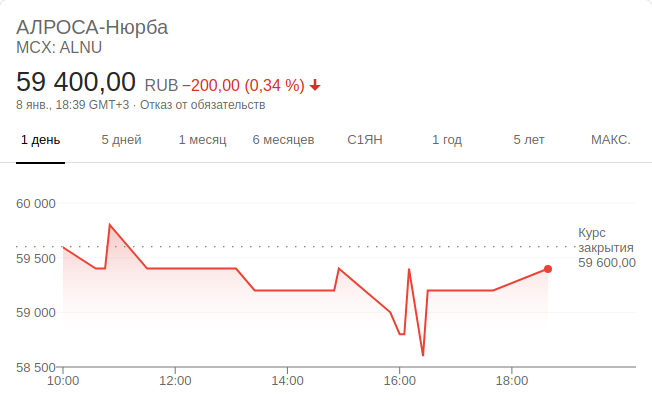 АЛРОСА-Нюрба
MCX: ALNU
59 400,00 RUB −200,00 (0,34 %)
8 янв., 18:39 GMT+3 · Отказ от обязательств
1 день 5 дней 1 месяц 6 месяцев С1ЯН 1 год 5 лет МАКС.
60 000
Курс
закрытия
59 600,00
59 500
59 000
58 500
10:00 12:00 14:00 16:00 18:00